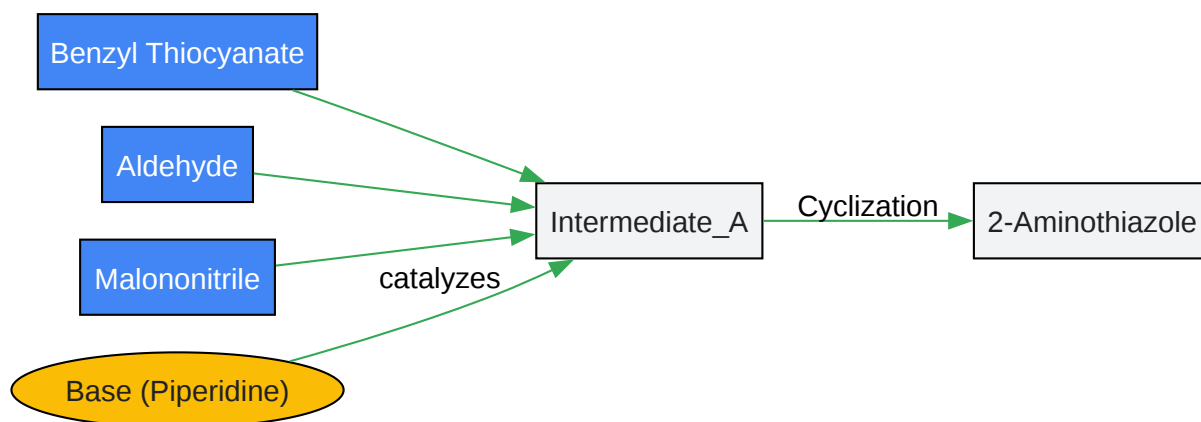 Benzyl Thiocyanate
Aldehyde
Malononitrile
Base (Piperidine)
catalyzes
Intermediate_A
Cyclization
2-Aminothiazole